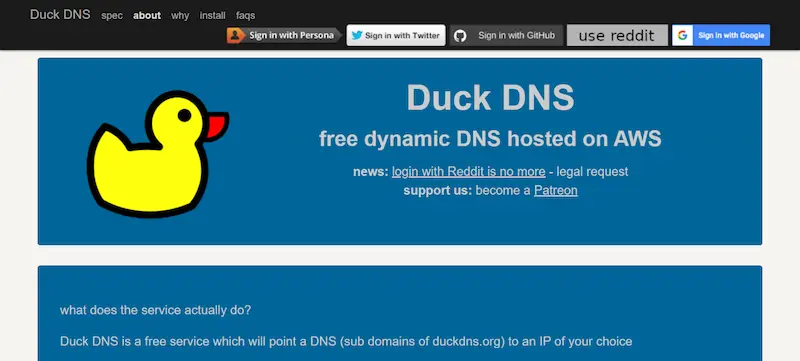 Duck DNS spec about why install faqs
Sign in with Persona Sign in with Twitter Sign in with GitHub use reddit G Sign in with Google
Duck DNS
free dynamic DNS hosted on AWS
news: login with Reddit is no more - legal request
support us: become a Patreon
what does the service actually do?
Duck DNS is a free service which will point a DNS (sub domains of duckdns.org) to an IP of your choice